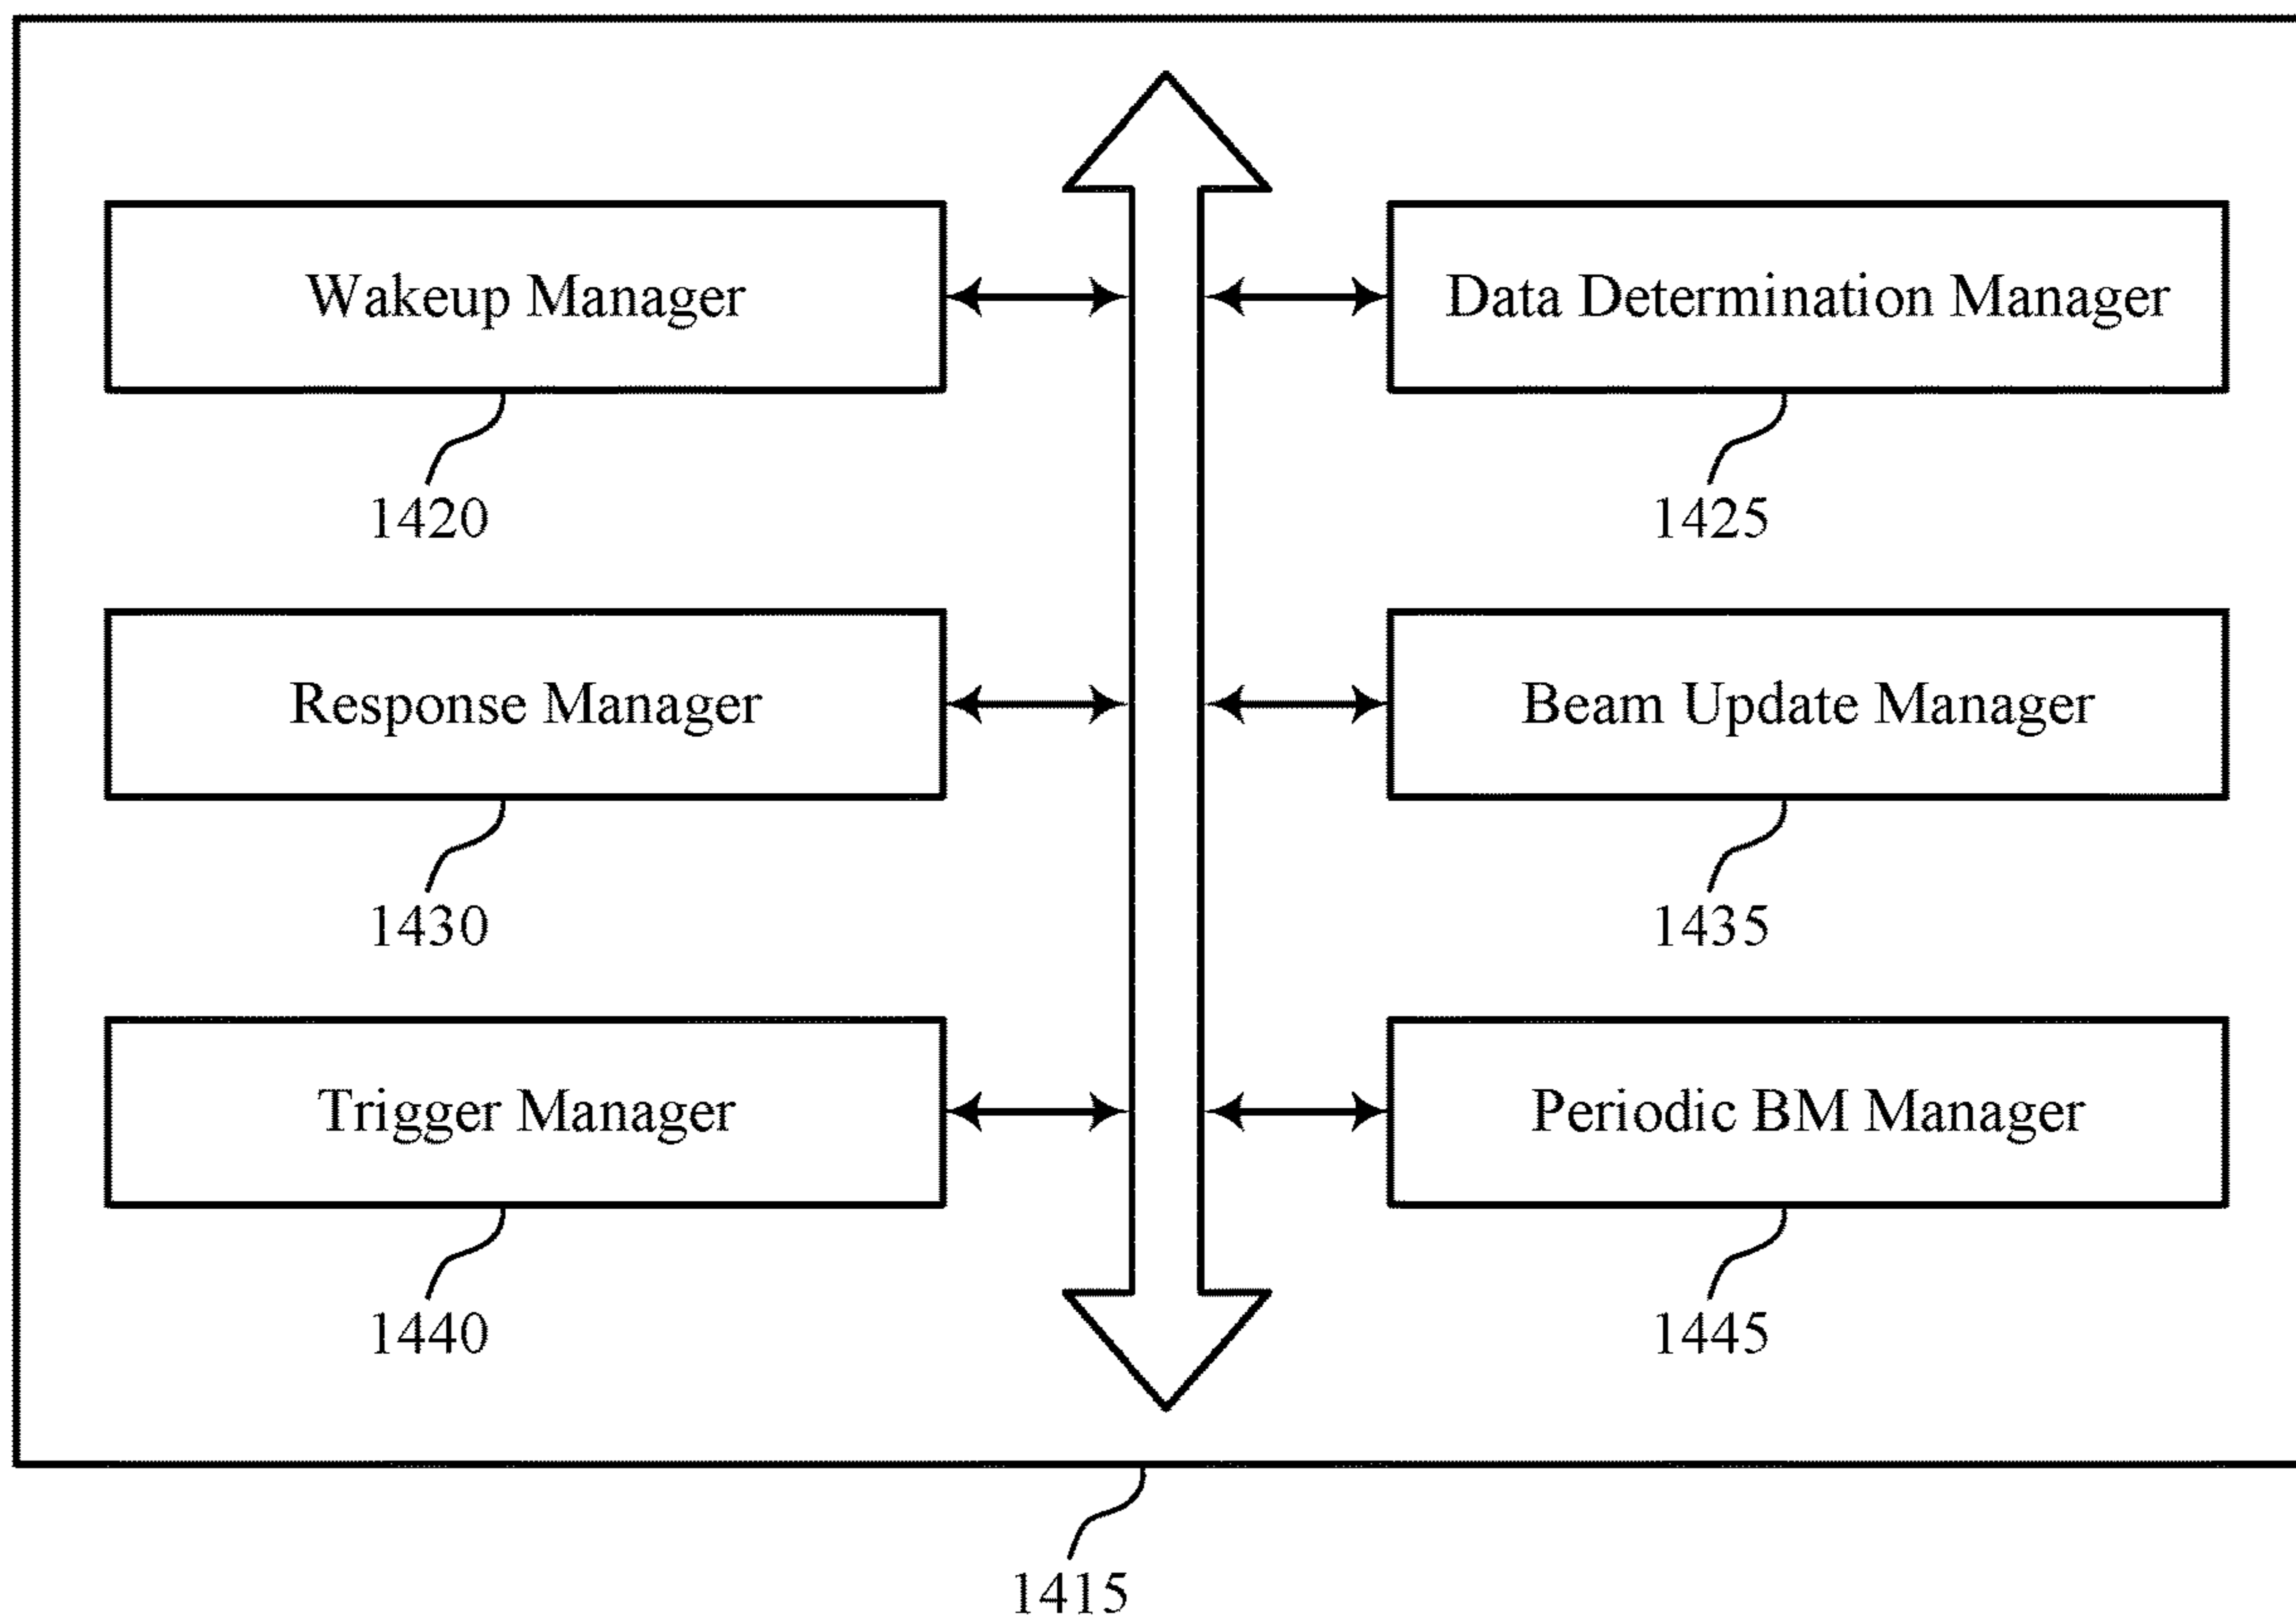 Wakeup Manager
Data Determination Manager
1420
1425
Response Manager
Beam Update Manager
1430
1435
Trigger Manager
Periodic BM Manager
1440
1445
1415